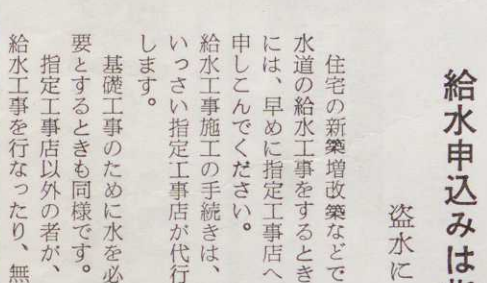 給水申込みは指
盗水に
住宅の新築増改築などで
水道の給水工事をするとき
には、早めに指定工事店へ
申しこんでください。
給水工事施工の手続きは、
いっさい指定工事店が代行
します。
基礎工事のために水を必
要とするときも同様です。
指定工事店以外の者が、
給水工事を行なったり、無